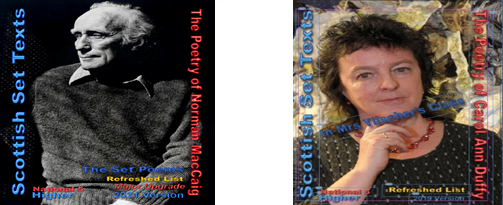 Scottish Set Texts
The Poetry of Norman MacCaig
The Set Poems
Refreshed List
Minor Upgrade
2021 Version
National 5
Higher
Scottish Set Texts
The Poetry of Carol Ann Duffy
in Mrs Tilscher's Class
Refreshed List
Version
National 5
Higher